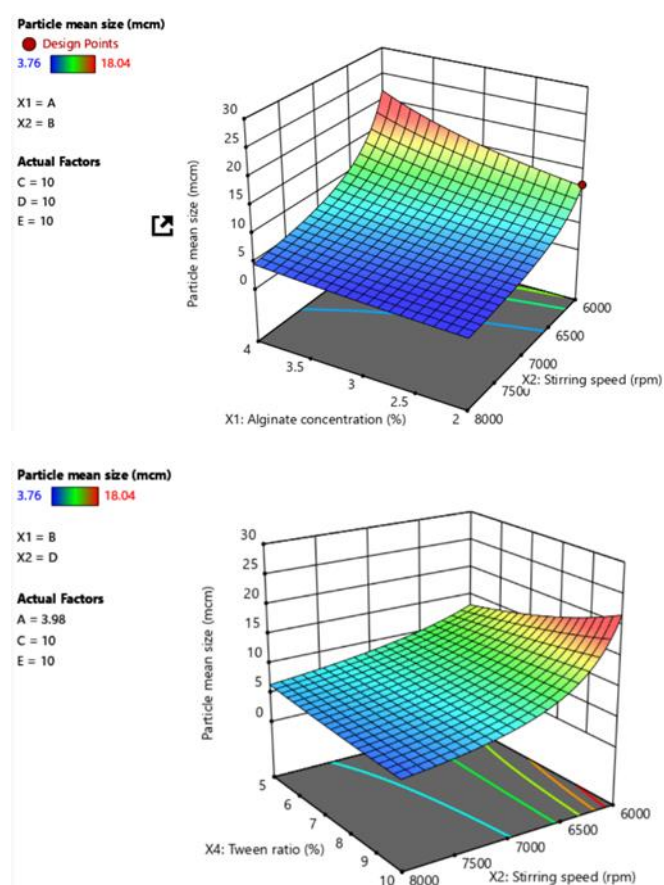 Particle mean size (mcm)
Design Points
3.76 18.04
X1 = A
X2 = B
Actual Factors
C = 10
D = 10
E = 10
Particle mean size (mcm)
30
25
20
15
10
5
0
4
3.5
3
2.5
2
8000
7500
7000
6500
6000
X1: Alginate concentration (%)
X2: Stirring speed (rpm)
Particle mean size (mcm)
3.76 18.04
X1 = B
X2 = D
Actual Factors
A = 3.98
C = 10
E = 10
Particle mean size (mcm)
30
25
20
15
10
5
0
5
6
7
8
9
10
8000
7500
7000
6500
6000
X4: Tween ratio (%)
X2: Stirring speed (rpm)